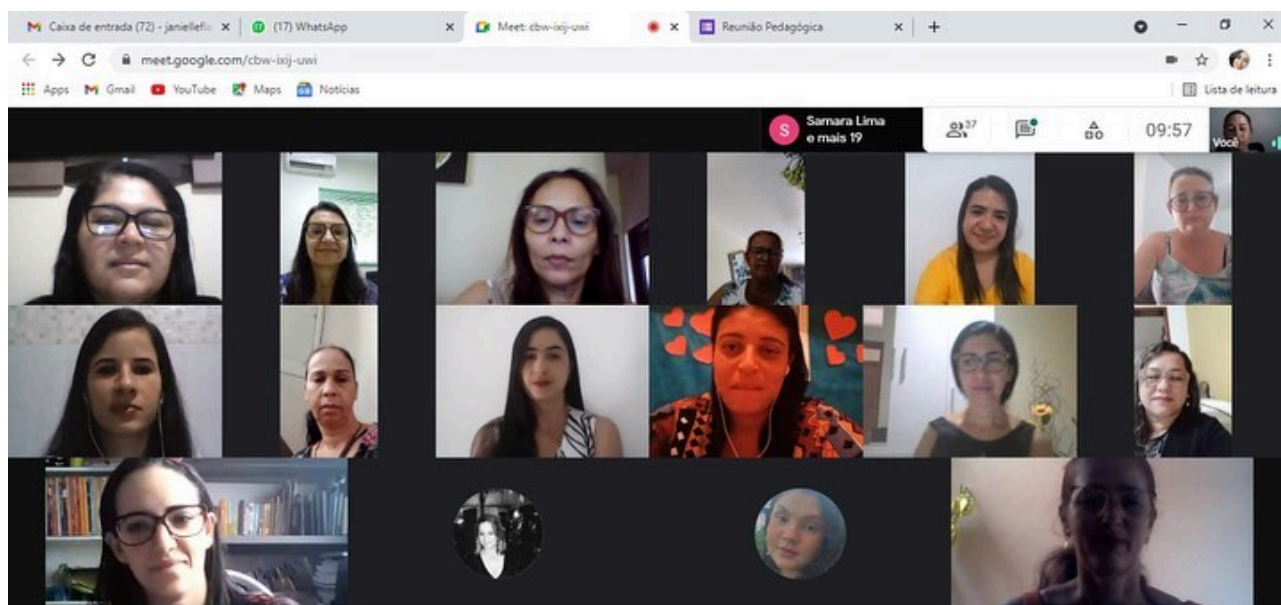 Caixa de entrada (72) - janiellefl
(17) WhatsApp
Meet: cbw-ixij-uwi
Reunião Pedagógica
meet.google.com/cbw-ixij-uwi
Apps Gmail YouTube Maps Notícias
Lista de leitura
S
Samara Lima
e mais 19
37
09:57
Você